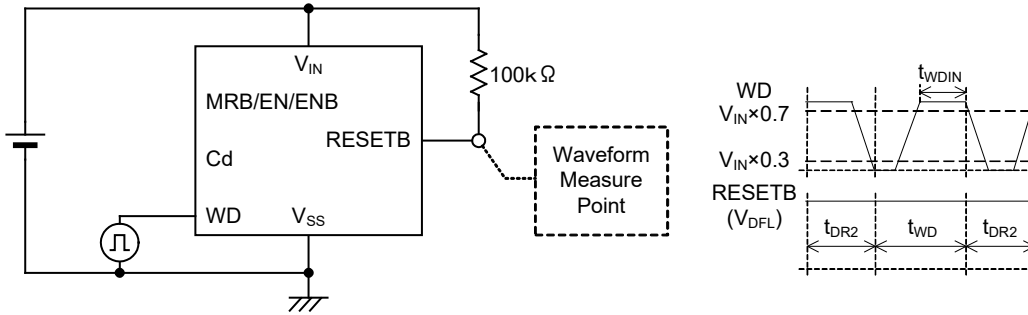 V_IN
MRB/EN/ENB
Cd
WD
V_SS
RESETB
100kΩ
Waveform
Measure
Point
t_WDIN
WD
V_IN×0.7
V_IN×0.3
RESETB
(V_DFL)
t_DR2 t_WD t_DR2